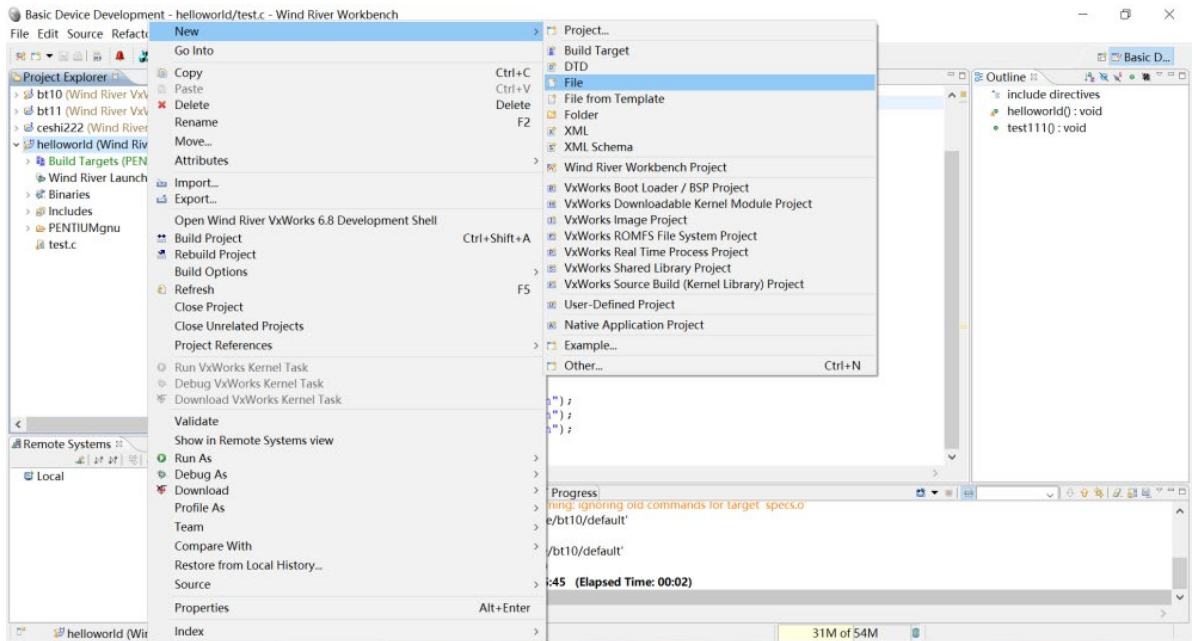 Basic Device Development - helloworld/test.c - Wind River Workbench
File Edit Source Refacto
Basic D...
Project Explorer
bt10 (Wind River VxV
bt11 (Wind River VxV
ceshi222 (Wind River
helloworld (Wind Riv
Build Targets (PEN
Wind River Launch
Binaries
Includes
PENTIUMgnu
test.c
Remote Systems
Local
helloworld (Wir
New
Go Into
Copy Ctrl+C
Paste Ctrl+V
Delete Delete
Rename F2
Move...
Attributes
Import...
Export...
Open Wind River VxWorks 6.8 Development Shell
Build Project Ctrl+Shift+A
Rebuild Project
Build Options
Refresh F5
Close Project
Close Unrelated Projects
Project References
Run VxWorks Kernel Task
Debug VxWorks Kernel Task
Download VxWorks Kernel Task
Validate
Show in Remote Systems view
Run As
Debug As
Download
Profile As
Team
Compare With
Restore from Local History...
Source
Properties Alt+Enter
Index
Project...
Build Target
DTD
File
File from Template
Folder
XML
XML Schema
Wind River Workbench Project
VxWorks Boot Loader / BSP Project
VxWorks Downloadable Kernel Module Project
VxWorks Image Project
VxWorks ROMFS File System Project
VxWorks Real Time Process Project
VxWorks Shared Library Project
VxWorks Source Build (Kernel Library) Project
User-Defined Project
Native Application Project
Example...
Other... Ctrl+N
");
");
");
Outline
include directives
helloworld() : void
test111() : void
Progress
ning: ignoring old commands for target `specs.o'
e/bt10/default'
/bt10/default'
:45 (Elapsed Time: 00:02)
31M of 54M